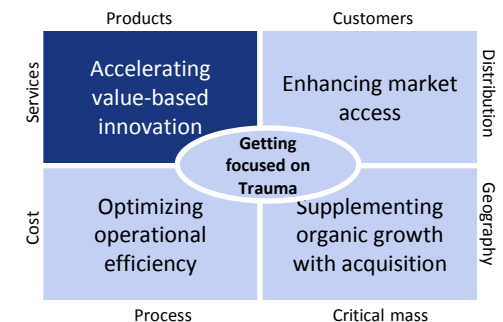 Products
Customers
Services
Accelerating
value-based
innovation
Enhancing market
access
Distribution
Getting
focused on
Trauma
Cost
Optimizing
operational
efficiency
Supplementing
organic growth
with acquisition
Geography
Process
Critical mass